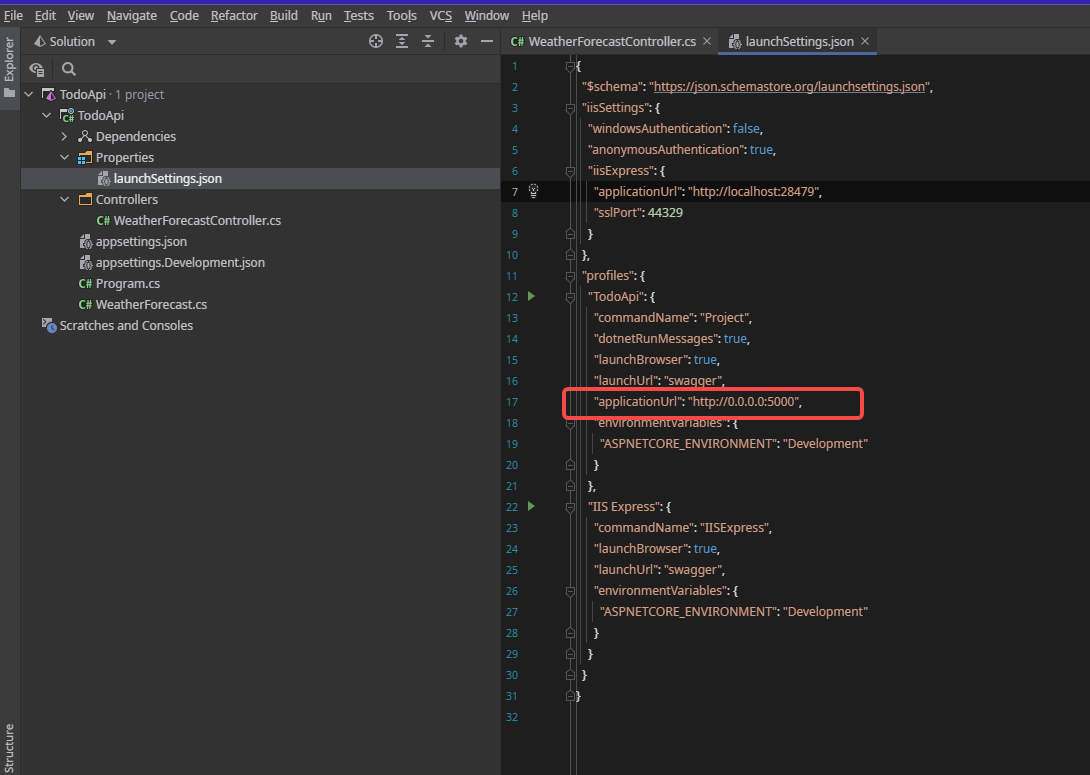 File Edit View Navigate Code Refactor Build Run Tests Tools VCS Window Help
Explorer
Solution
TodoApi · 1 project
TodoApi
Dependencies
Properties
launchSettings.json
Controllers
C# WeatherForecastController.cs
appsettings.json
appsettings.Development.json
C# Program.cs
C# WeatherForecast.cs
Scratches and Consoles
Structure
C# WeatherForecastController.cs launchSettings.json
1 {
2 "$schema": "https://json.schemastore.org/launchsettings.json",
3 "iisSettings": {
4 "windowsAuthentication": false,
5 "anonymousAuthentication": true,
6 "iisExpress": {
7 "applicationUrl": "http://localhost:28479",
8 "sslPort": 44329
9 }
10 },
11 "profiles": {
12 "TodoApi": {
13 "commandName": "Project",
14 "dotnetRunMessages": true,
15 "launchBrowser": true,
16 "launchUrl": "swagger",
17 "applicationUrl": "http://0.0.0.0:5000",
18 "environmentVariables": {
19 "ASPNETCORE_ENVIRONMENT": "Development"
20 }
21 },
22 "IIS Express": {
23 "commandName": "IISExpress",
24 "launchBrowser": true,
25 "launchUrl": "swagger",
26 "environmentVariables": {
27 "ASPNETCORE_ENVIRONMENT": "Development"
28 }
29 }
30 }
31 }
32